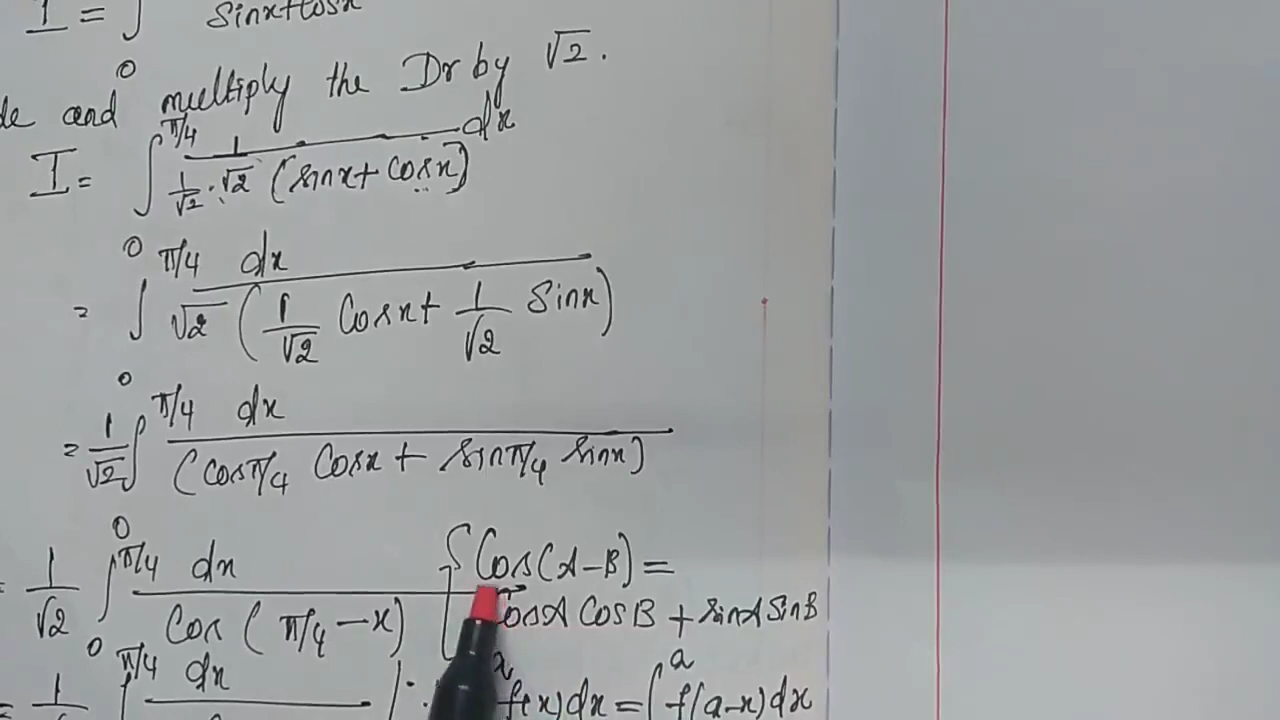 I = ∫ sinx+cosx
0
de and multiply the Dr by √2.
I = ∫₀^{π/4} 1/(1/√2 · √2 (sinx + cosx)) dx
= ∫₀^{π/4} dx/(√2 (1/√2 Cosx + 1/√2 Sinx))
= 1/√2 ∫₀^{π/4} dx/(cosπ/4 Cosx + sinπ/4 sinx)
= 1/√2 ∫₀^{π/4} dx/Cos(π/4 − x) [Cos(A−B) =
CosA CosB + sinA SinB
= 1/ ∫^{π/4} dx/ f(x)dx = ∫^a f(a−x)dx